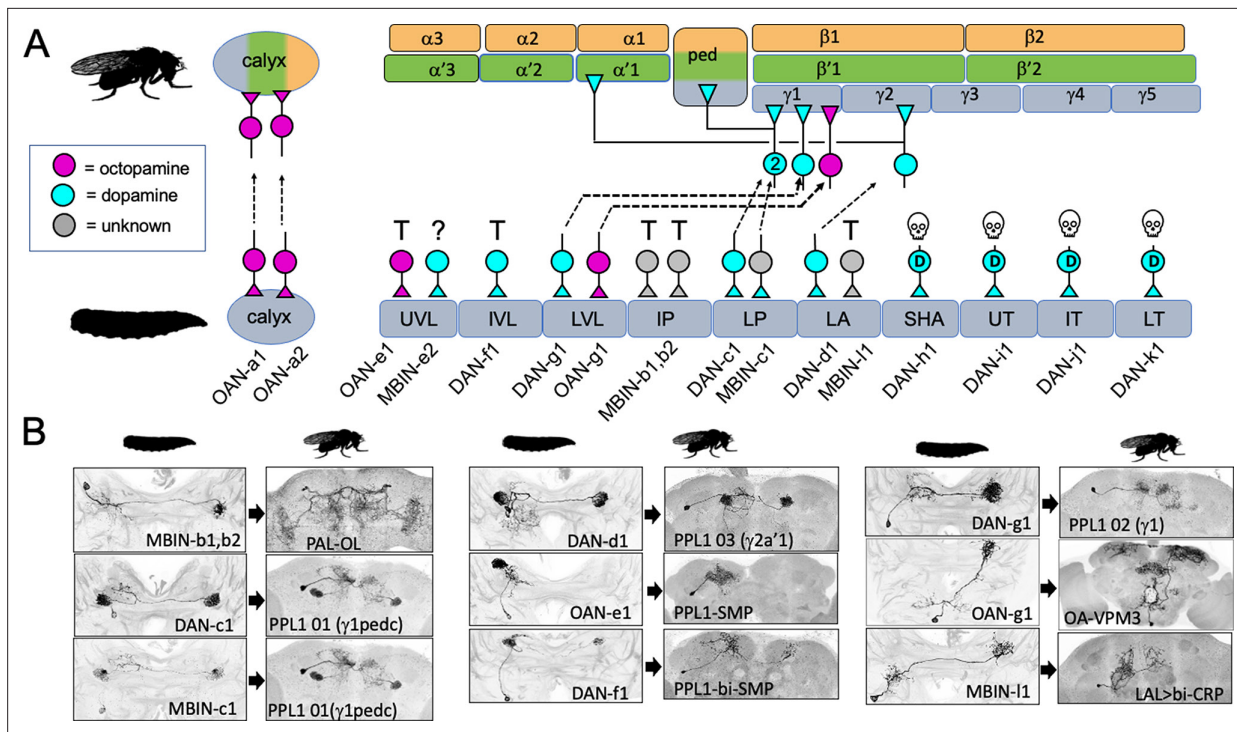 A
calyx
α3
α2
α1
ped
β1
β2
α’3
α’2
α’1
β’1
β’2
γ1
γ2
γ3
γ4
γ5
= octopamine
= dopamine
= unknown
2
T
?
T
T
T
T
D
D
D
D
calyx
UVL
IVL
LVL
IP
LP
LA
SHA
UT
IT
LT
OAN-a1
OAN-a2
OAN-e1
MBIN-e2
DAN-f1
DAN-g1
OAN-g1
MBIN-b1,b2
DAN-c1
MBIN-c1
DAN-d1
MBIN-l1
DAN-h1
DAN-i1
DAN-j1
DAN-k1
B
MBIN-b1,b2
PAL-OL
DAN-c1
PPL1 01 (γ1pedc)
MBIN-c1
PPL1 01(γ1pedc)
DAN-d1
PPL1 03 (γ2a’1)
OAN-e1
PPL1-SMP
DAN-f1
PPL1-bi-SMP
DAN-g1
PPL1 02 (γ1)
OAN-g1
OA-VPM3
MBIN-l1
LAL>bi-CRP